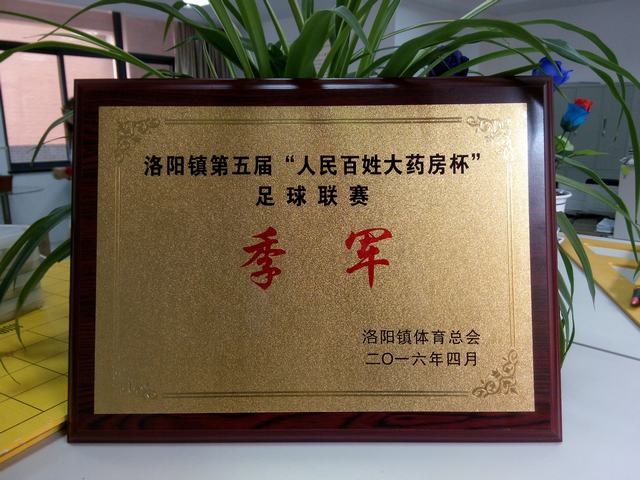 洛阳镇第五届“人民百姓大药房杯”
足球联赛
季军
洛阳镇体育总会
二〇一六年四月